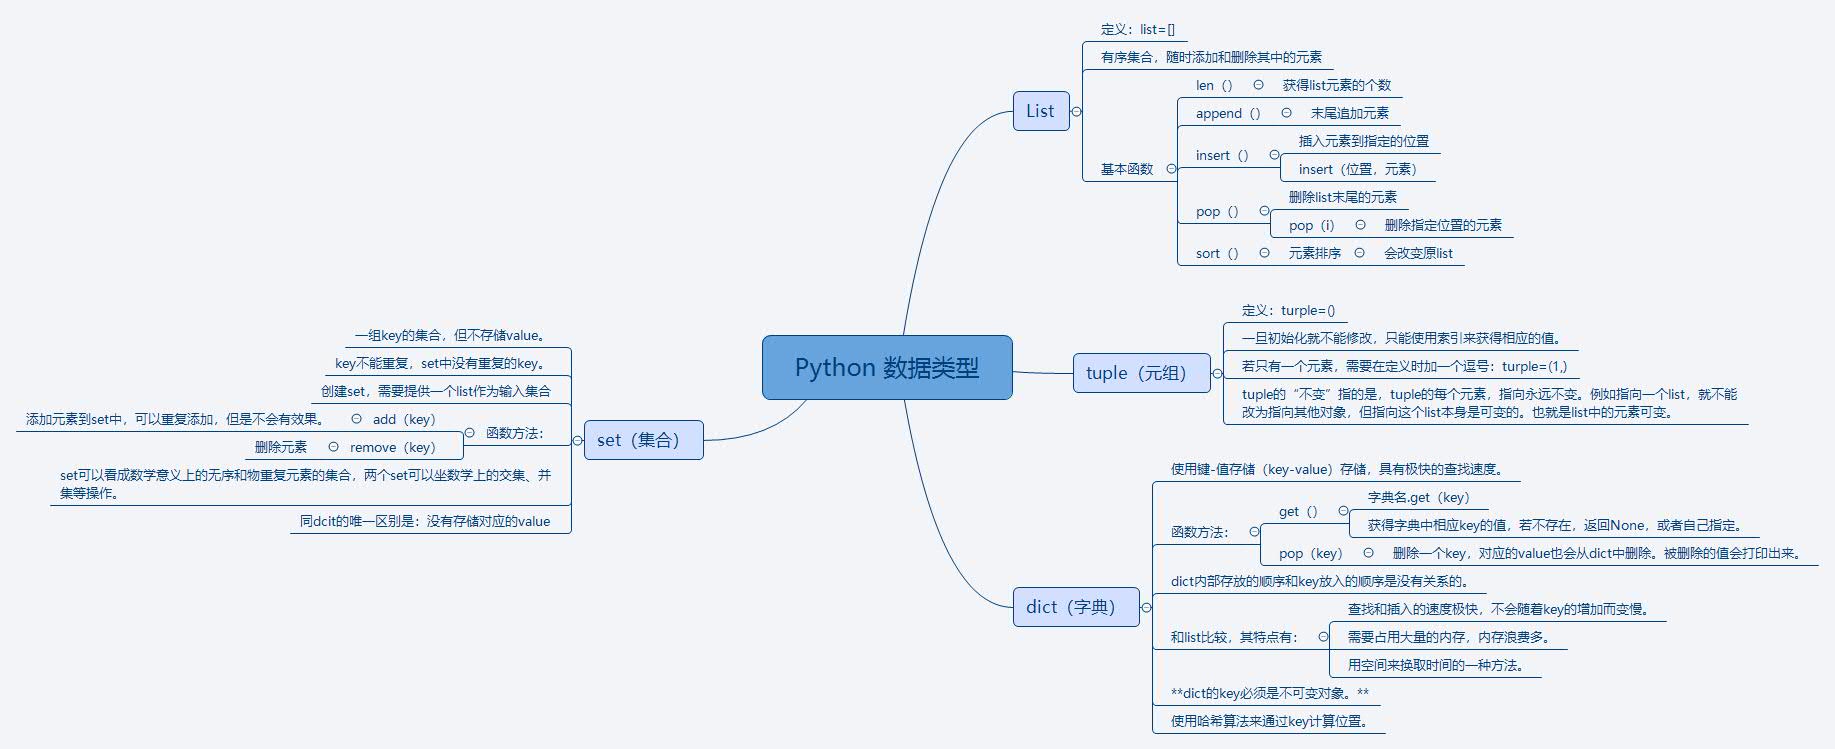 Python 数据类型
List
定义：list=[]
有序集合，随时添加和删除其中的元素
基本函数
len（）
获得list元素的个数
append（）
末尾追加元素
insert（）
插入元素到指定的位置
insert（位置，元素）
pop（）
删除list末尾的元素
pop（i）
删除指定位置的元素
sort（）
元素排序
会改变原list
tuple（元组）
定义：turple=()
一旦初始化就不能修改，只能使用索引来获得相应的值。
若只有一个元素，需要在定义时加一个逗号：turple=(1,)
tuple的“不变”指的是，tuple的每个元素，指向永远不变。例如指向一个list，就不能
改为指向其他对象，但指向这个list本身是可变的。也就是list中的元素可变。
dict（字典）
使用键-值存储（key-value）存储，具有极快的查找速度。
函数方法：
get（）
字典名.get（key）
获得字典中相应key的值，若不存在，返回None，或者自己指定。
pop（key）
删除一个key，对应的value也会从dict中删除。被删除的值会打印出来。
dict内部存放的顺序和key放入的顺序是没有关系的。
和list比较，其特点有：
查找和插入的速度极快，不会随着key的增加而变慢。
需要占用大量的内存，内存浪费多。
用空间来换取时间的一种方法。
**dict的key必须是不可变对象。**
使用哈希算法来通过key计算位置。
set（集合）
一组key的集合，但不存储value。
key不能重复，set中没有重复的key。
创建set，需要提供一个list作为输入集合
函数方法：
add（key）
添加元素到set中，可以重复添加，但是不会有效果。
remove（key）
删除元素
set可以看成数学意义上的无序和物重复元素的集合，两个set可以坐数学上的交集、并
集等操作。
同dcit的唯一区别是：没有存储对应的value